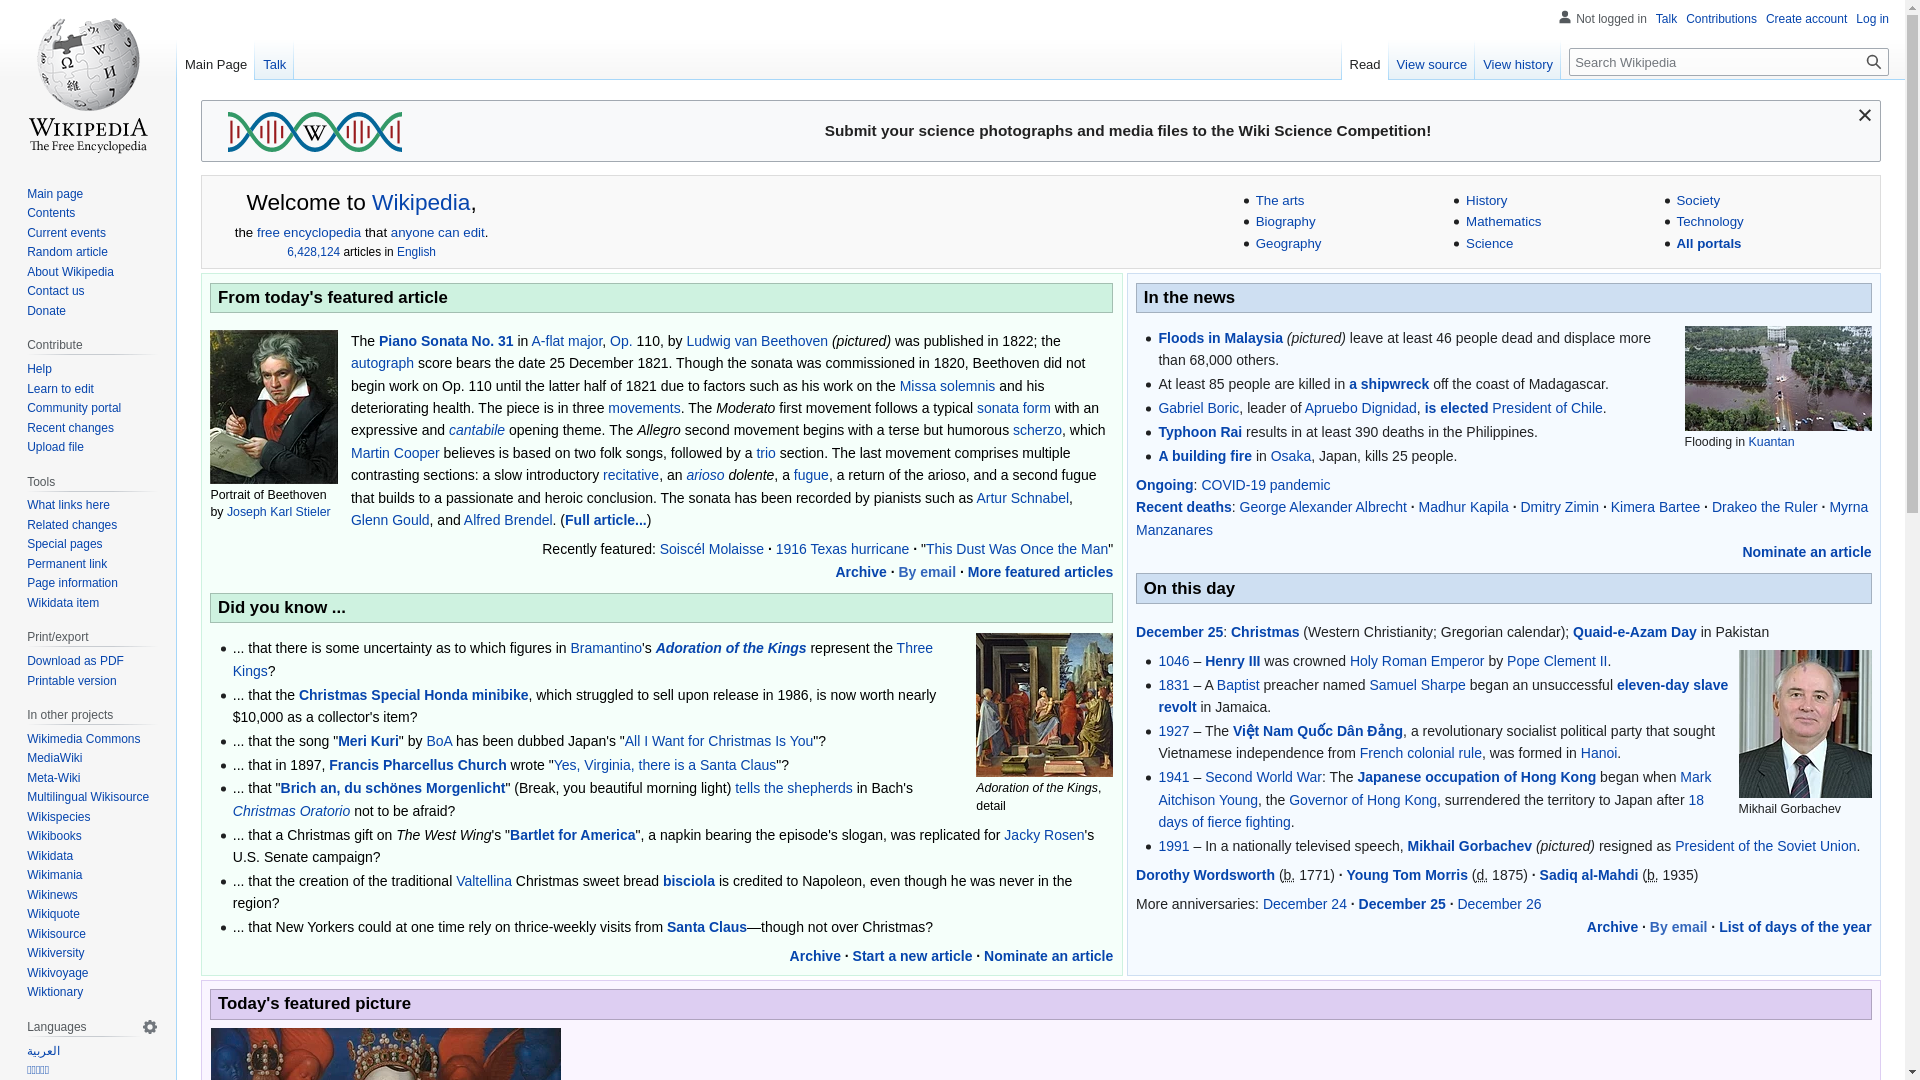 Not logged in Talk Contributions Create account Log in
Main Page Talk Read View source View history Search Wikipedia
WIKIPEDIA
The Free Encyclopedia
Main page
Contents
Current events
Random article
About Wikipedia
Contact us
Donate
Contribute
Help
Learn to edit
Community portal
Recent changes
Upload file
Tools
What links here
Related changes
Special pages
Permanent link
Page information
Wikidata item
Print/export
Download as PDF
Printable version
In other projects
Wikimedia Commons
MediaWiki
Meta-Wiki
Multilingual Wikisource
Wikispecies
Wikibooks
Wikidata
Wikimania
Wikinews
Wikiquote
Wikisource
Wikiversity
Wikivoyage
Wiktionary
Languages
العربية
W
Submit your science photographs and media files to the Wiki Science Competition!
Welcome to Wikipedia,
the free encyclopedia that anyone can edit.
6,428,124 articles in English
The arts
Biography
Geography
History
Mathematics
Science
Society
Technology
All portals
From today's featured article
Portrait of Beethoven
by Joseph Karl Stieler
The Piano Sonata No. 31 in A-flat major, Op. 110, by Ludwig van Beethoven (pictured) was published in 1822; the
autograph score bears the date 25 December 1821. Though the sonata was commissioned in 1820, Beethoven did not
begin work on Op. 110 until the latter half of 1821 due to factors such as his work on the Missa solemnis and his
deteriorating health. The piece is in three movements. The Moderato first movement follows a typical sonata form with an
expressive and cantabile opening theme. The Allegro second movement begins with a terse but humorous scherzo, which
Martin Cooper believes is based on two folk songs, followed by a trio section. The last movement comprises multiple
contrasting sections: a slow introductory recitative, an arioso dolente, a fugue, a return of the arioso, and a second fugue
that builds to a passionate and heroic conclusion. The sonata has been recorded by pianists such as Artur Schnabel,
Glenn Gould, and Alfred Brendel. (Full article...)
Recently featured: Soiscél Molaisse · 1916 Texas hurricane · "This Dust Was Once the Man"
Archive · By email · More featured articles
Did you know ...
... that there is some uncertainty as to which figures in Bramantino's Adoration of the Kings represent the Three
Kings?
... that the Christmas Special Honda minibike, which struggled to sell upon release in 1986, is now worth nearly
$10,000 as a collector's item?
... that the song "Meri Kuri" by BoA has been dubbed Japan's "All I Want for Christmas Is You"?
... that in 1897, Francis Pharcellus Church wrote "Yes, Virginia, there is a Santa Claus"?
... that "Brich an, du schönes Morgenlicht" (Break, you beautiful morning light) tells the shepherds in Bach's
Christmas Oratorio not to be afraid?
... that a Christmas gift on The West Wing's "Bartlet for America", a napkin bearing the episode's slogan, was replicated for Jacky Rosen's
U.S. Senate campaign?
... that the creation of the traditional Valtellina Christmas sweet bread bisciola is credited to Napoleon, even though he was never in the
region?
... that New Yorkers could at one time rely on thrice-weekly visits from Santa Claus—though not over Christmas?
Adoration of the Kings,
detail
Archive · Start a new article · Nominate an article
In the news
Floods in Malaysia (pictured) leave at least 46 people dead and displace more
than 68,000 others.
At least 85 people are killed in a shipwreck off the coast of Madagascar.
Gabriel Boric, leader of Apruebo Dignidad, is elected President of Chile.
Typhoon Rai results in at least 390 deaths in the Philippines.
A building fire in Osaka, Japan, kills 25 people.
Flooding in Kuantan
Ongoing: COVID-19 pandemic
Recent deaths: George Alexander Albrecht · Madhur Kapila · Dmitry Zimin · Kimera Bartee · Drakeo the Ruler · Myrna
Manzanares
Nominate an article
On this day
December 25: Christmas (Western Christianity; Gregorian calendar); Quaid-e-Azam Day in Pakistan
1046 – Henry III was crowned Holy Roman Emperor by Pope Clement II.
1831 – A Baptist preacher named Samuel Sharpe began an unsuccessful eleven-day slave
revolt in Jamaica.
1927 – The Việt Nam Quốc Dân Đảng, a revolutionary socialist political party that sought
Vietnamese independence from French colonial rule, was formed in Hanoi.
1941 – Second World War: The Japanese occupation of Hong Kong began when Mark
Aitchison Young, the Governor of Hong Kong, surrendered the territory to Japan after 18
days of fierce fighting.
1991 – In a nationally televised speech, Mikhail Gorbachev (pictured) resigned as President of the Soviet Union.
Mikhail Gorbachev
Dorothy Wordsworth (b. 1771) · Young Tom Morris (d. 1875) · Sadiq al-Mahdi (b. 1935)
More anniversaries: December 24 · December 25 · December 26
Archive · By email · List of days of the year
Today's featured picture